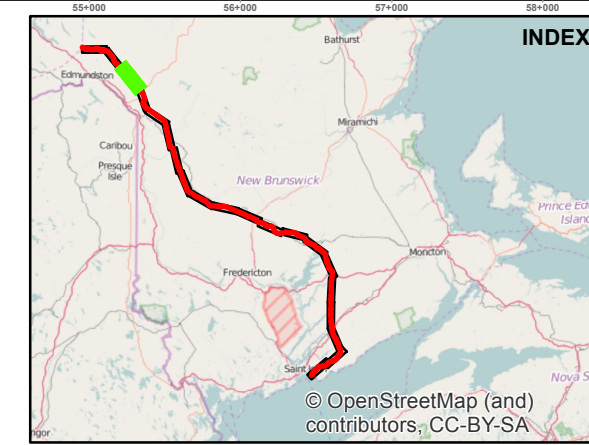 55+000 56+000 57+000 58+000
INDEX
Bathurst
Edmundston
Miramichi
Caribou
Presque
Isle
New Brunswick
Prince Ed
Island
Moncton
Fredericton
Saint
Nova S
© OpenStreetMap (and)
contributors, CC-BY-SA
ngor